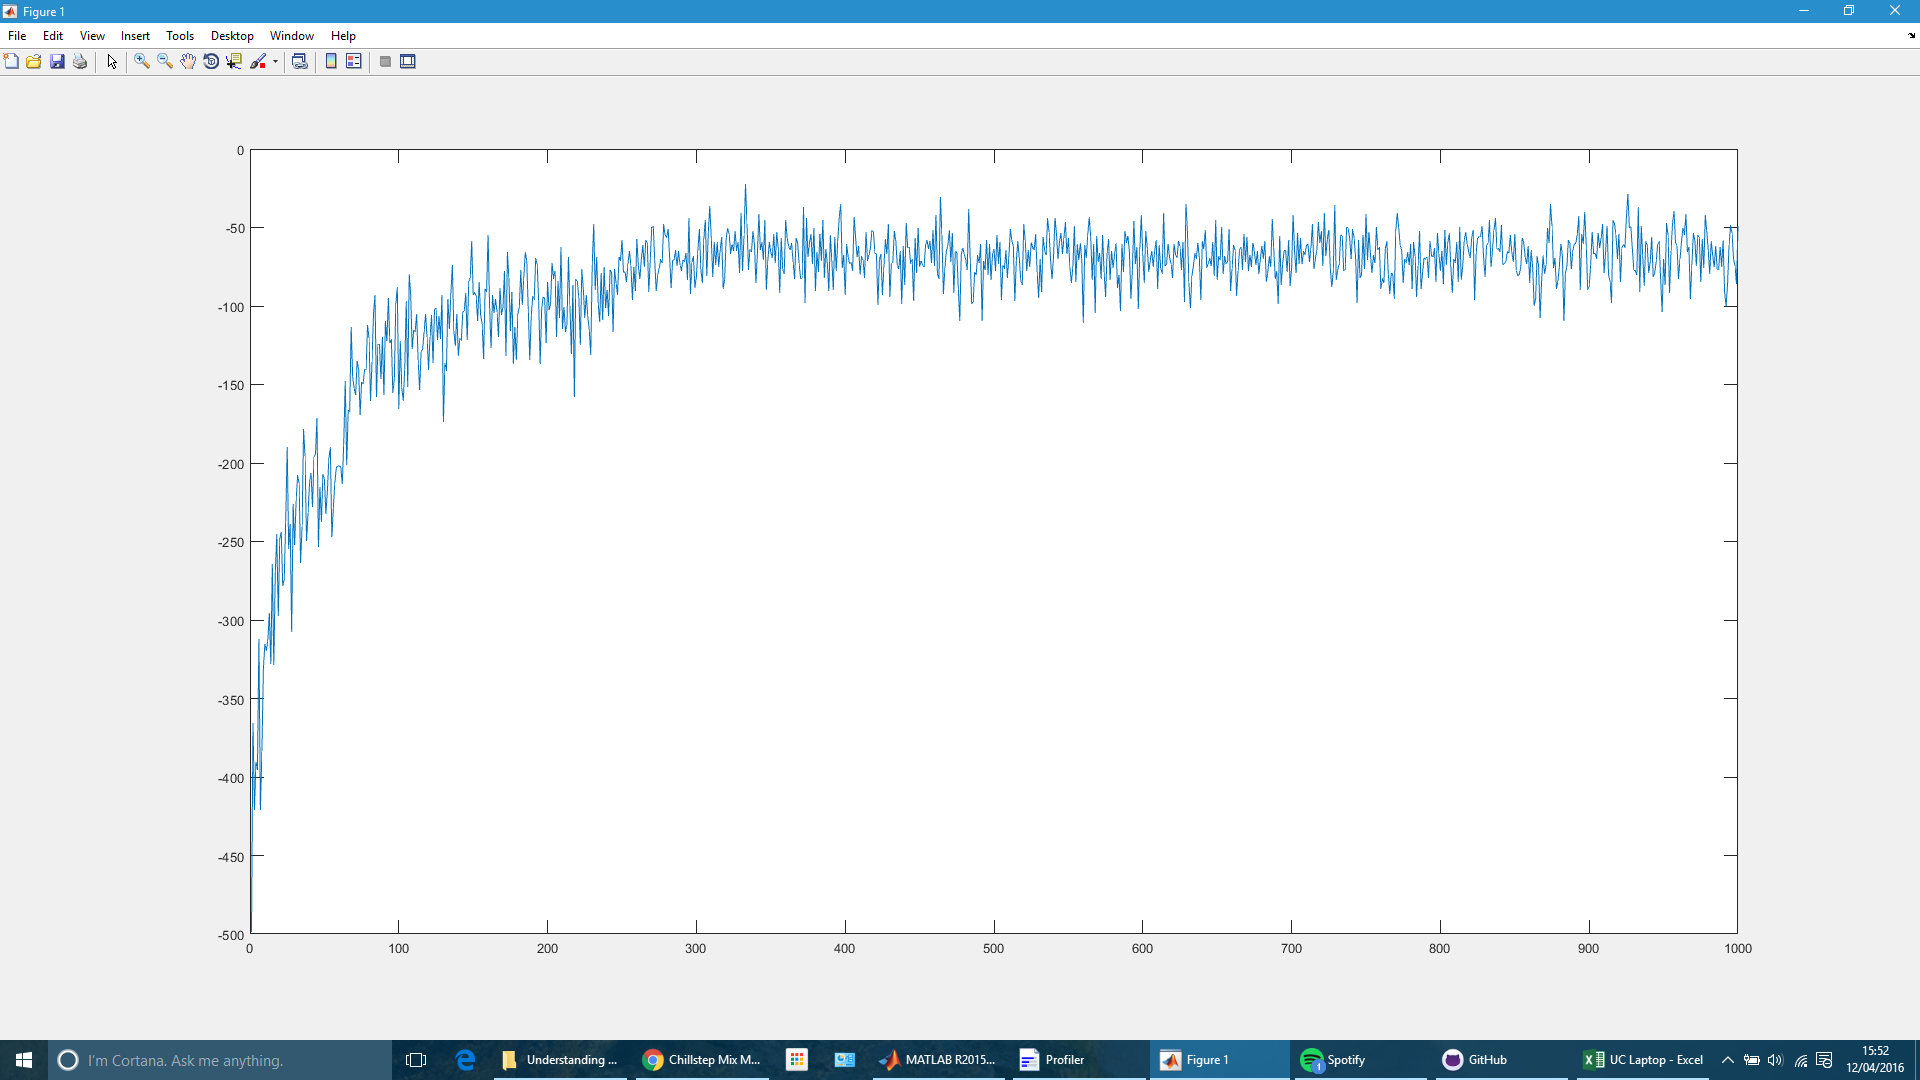 Figure 1
File Edit View Insert Tools Desktop Window Help
0
-50
-100
-150
-200
-250
-300
-350
-400
-450
-500
0 100 200 300 400 500 600 700 800 900 1000
I'm Cortana. Ask me anything.
Understanding ...
Chillstep Mix M...
MATLAB R2015...
Profiler
Figure 1
1
Spotify
GitHub
UC Laptop - Excel
15:52
12/04/2016